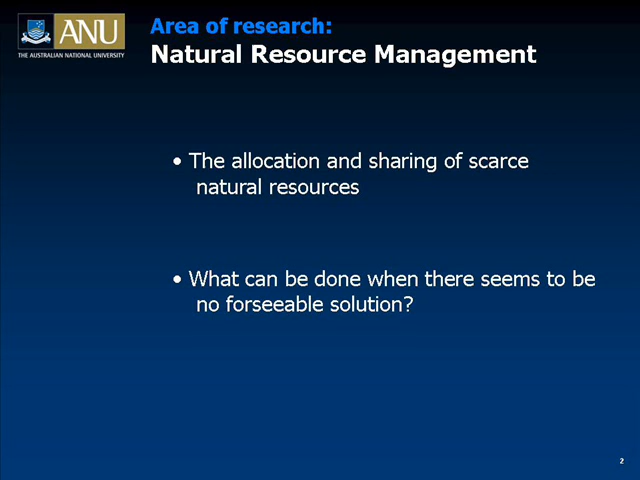 ANU
THE AUSTRALIAN NATIONAL UNIVERSITY
Area of research:
Natural Resource Management
• The allocation and sharing of scarce
natural resources
• What can be done when there seems to be
no forseeable solution?
2